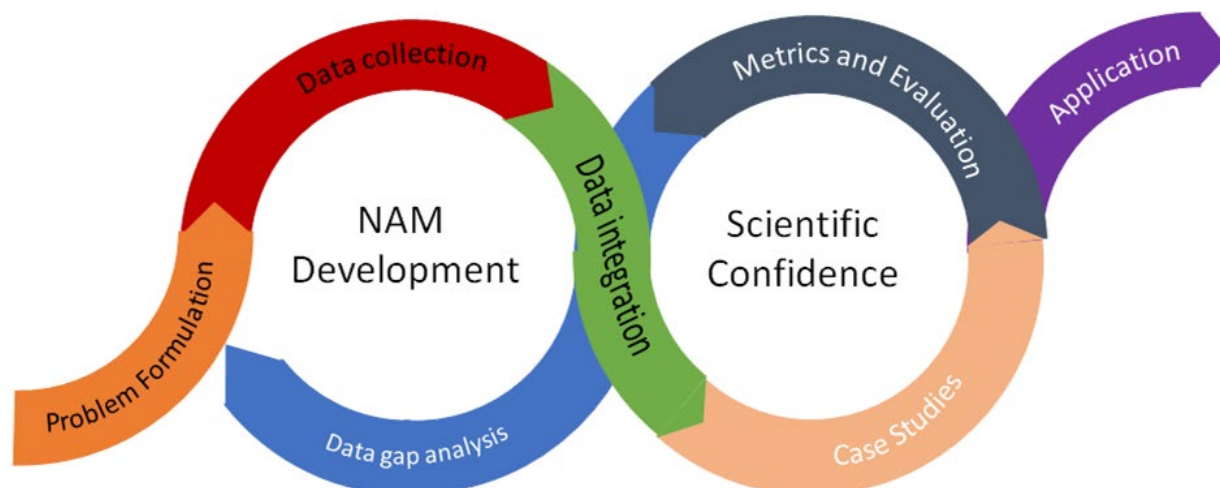 Problem Formulation
Data collection
NAM
Development
Data integration
Data gap analysis
Scientific
Confidence
Case Studies
Metrics and Evaluation
Application